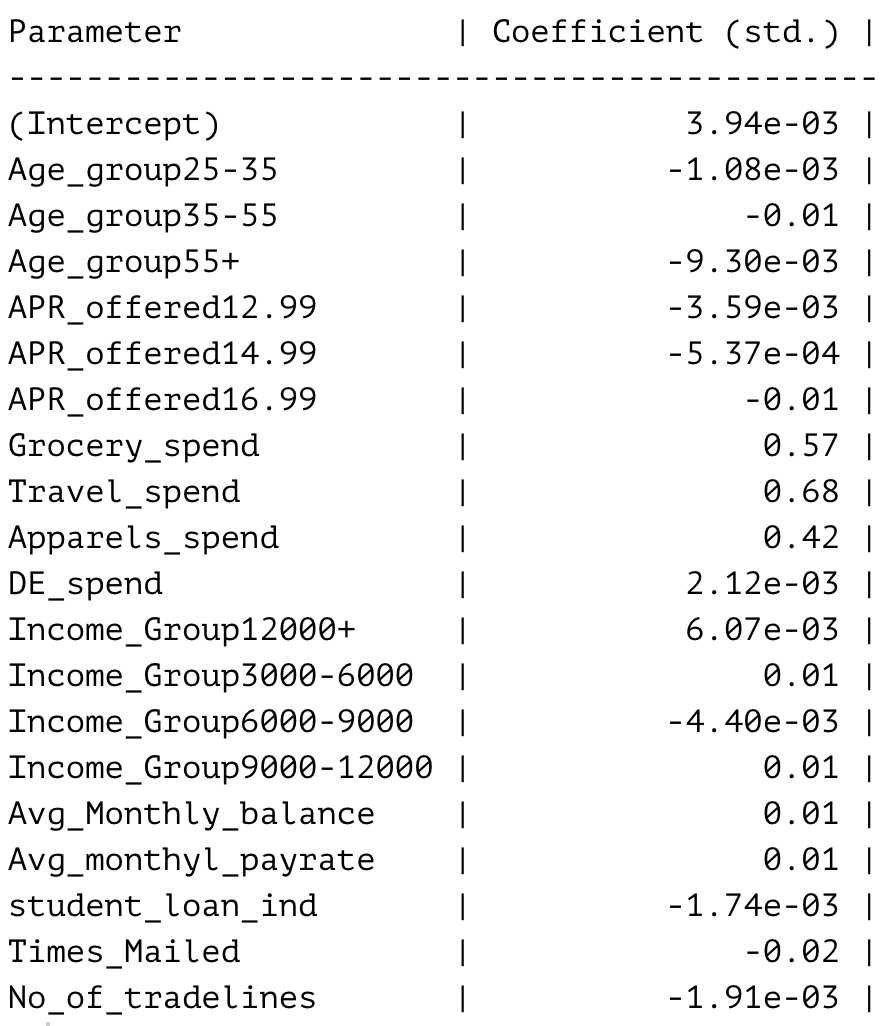 Parameter | Coefficient (std.) |
---------------------------------------------
(Intercept) | 3.94e-03 |
Age_group25-35 | -1.08e-03 |
Age_group35-55 | -0.01 |
Age_group55+ | -9.30e-03 |
APR_offered12.99 | -3.59e-03 |
APR_offered14.99 | -5.37e-04 |
APR_offered16.99 | -0.01 |
Grocery_spend | 0.57 |
Travel_spend | 0.68 |
Apparels_spend | 0.42 |
DE_spend | 2.12e-03 |
Income_Group12000+ | 6.07e-03 |
Income_Group3000-6000 | 0.01 |
Income_Group6000-9000 | -4.40e-03 |
Income_Group9000-12000 | 0.01 |
Avg_Monthly_balance | 0.01 |
Avg_monthyl_payrate | 0.01 |
student_loan_ind | -1.74e-03 |
Times_Mailed | -0.02 |
No_of_tradelines | -1.91e-03 |